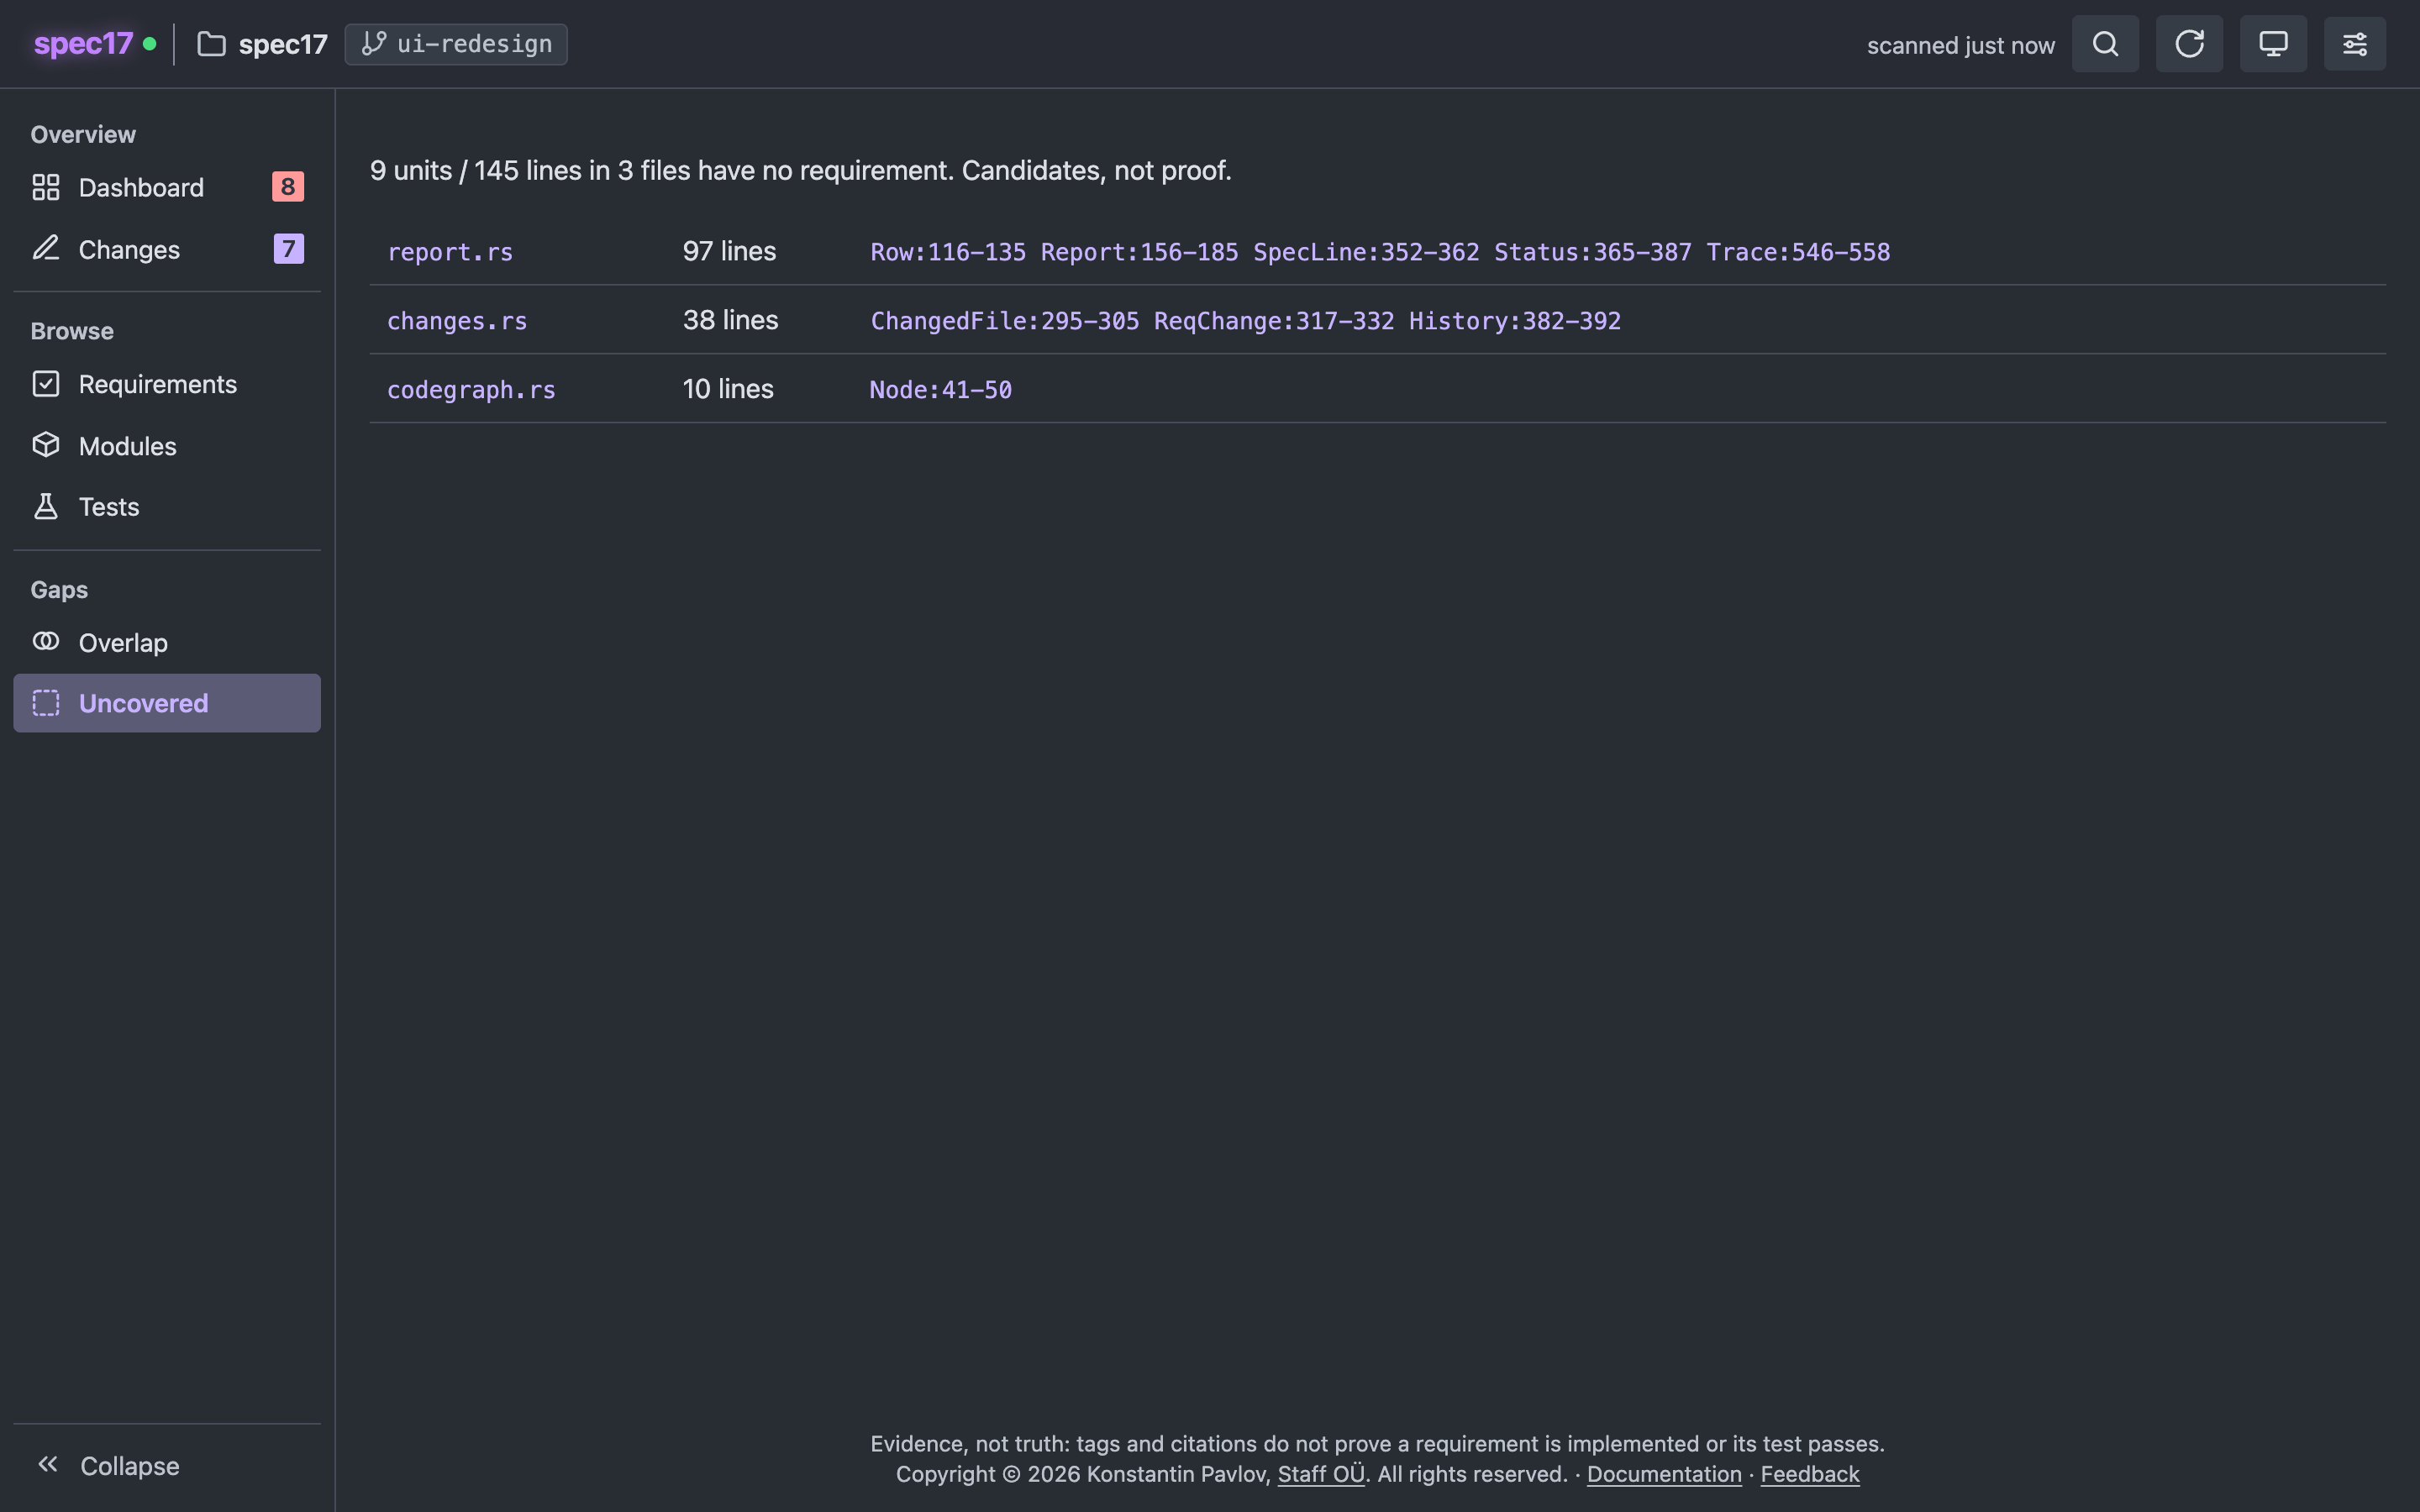 spec17
spec17
ui-redesign
scanned just now
Overview
Dashboard 8
Changes 7
Browse
Requirements
Modules
Tests
Gaps
Overlap
Uncovered
Collapse
9 units / 145 lines in 3 files have no requirement. Candidates, not proof.
report.rs 97 lines Row:116–135 Report:156–185 SpecLine:352–362 Status:365–387 Trace:546–558
changes.rs 38 lines ChangedFile:295–305 ReqChange:317–332 History:382–392
codegraph.rs 10 lines Node:41–50
Evidence, not truth: tags and citations do not prove a requirement is implemented or its test passes.
Copyright © 2026 Konstantin Pavlov, Staff OÜ. All rights reserved. · Documentation · Feedback